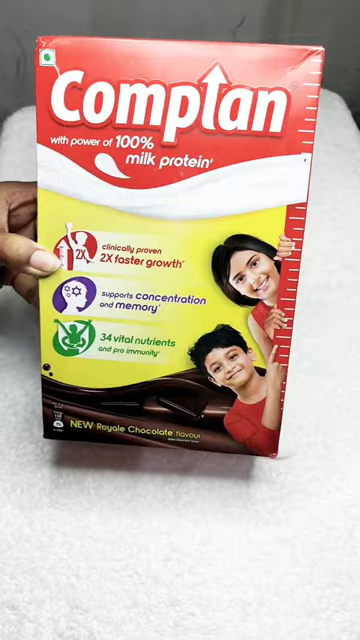 Complan
with power of 100%
milk protein
clinically proven
2X
2X faster growth
supports concentration
and memory
34 vital nutrients
and pro immunity
NEW Royale Chocolate flavour